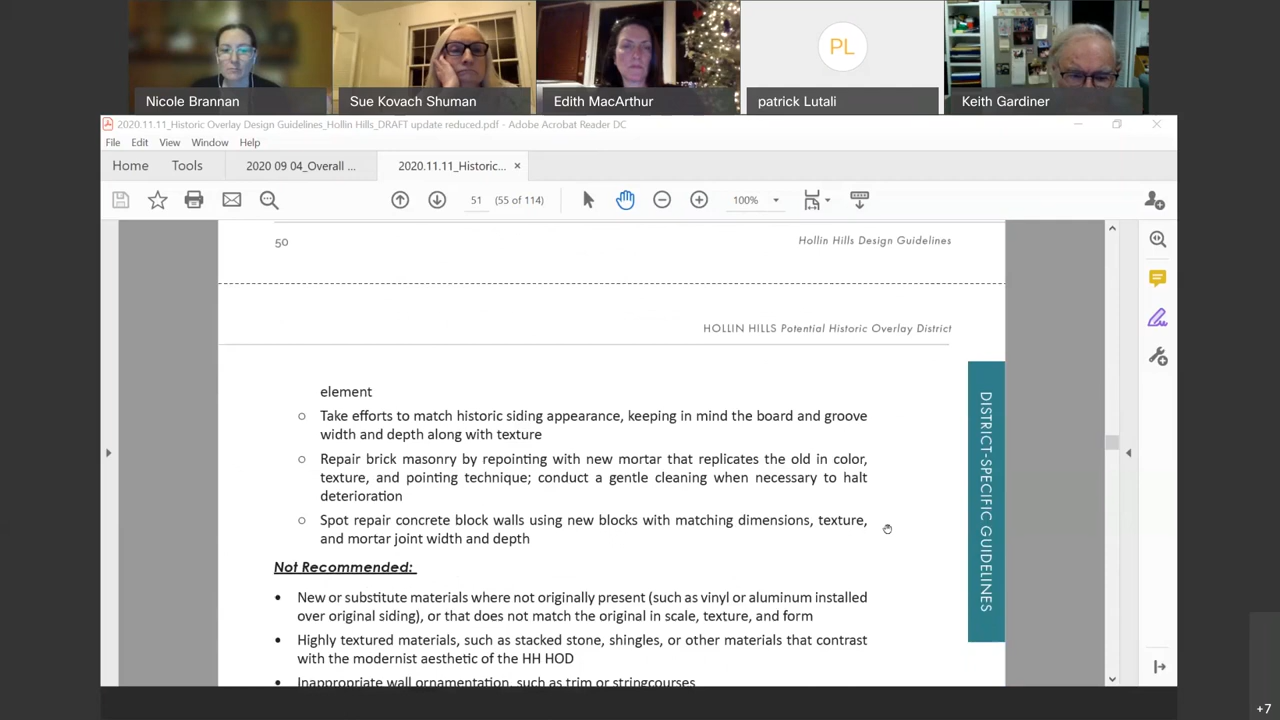 PL
Nicole Brannan
Sue Kovach Shuman
Edith MacArthur
patrick Lutali
Keith Gardiner
2020.11.11_Historic Overlay Design Guidelines_Hollin Hills_DRAFT update reduced.pdf - Adobe Acrobat Reader DC
File Edit View Window Help
Home Tools 2020 09 04_Overall ... 2020.11.11_Historic... ×
51 (55 of 114) 100%
50 Hollin Hills Design Guidelines
HOLLIN HILLS Potential Historic Overlay District
element
○ Take efforts to match historic siding appearance, keeping in mind the board and groove
width and depth along with texture
○ Repair brick masonry by repointing with new mortar that replicates the old in color,
texture, and pointing technique; conduct a gentle cleaning when necessary to halt
deterioration
○ Spot repair concrete block walls using new blocks with matching dimensions, texture,
and mortar joint width and depth
Not Recommended:
• New or substitute materials where not originally present (such as vinyl or aluminum installed
over original siding), or that does not match the original in scale, texture, and form
• Highly textured materials, such as stacked stone, shingles, or other materials that contrast
with the modernist aesthetic of the HH HOD
• Inappropriate wall ornamentation, such as trim or stringcourses
DISTRICT-SPECIFIC GUIDELINES
+7